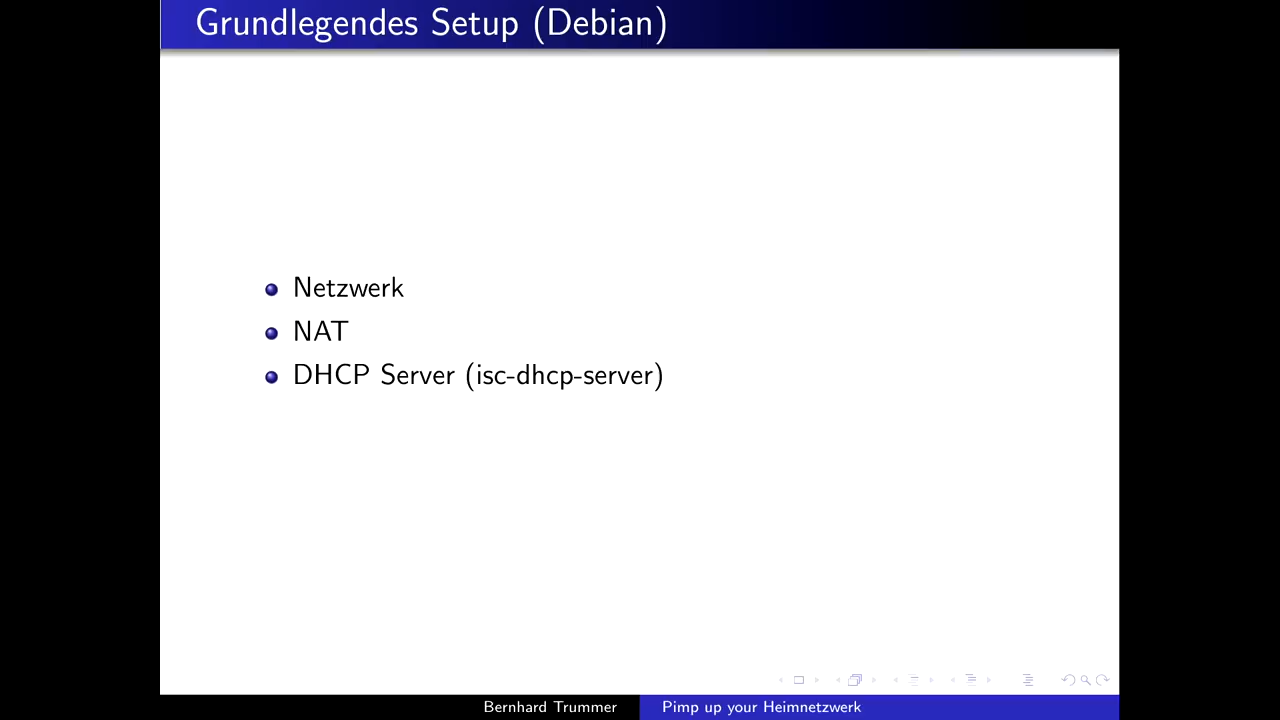 Grundlegendes Setup (Debian)
Netzwerk
NAT
DHCP Server (isc-dhcp-server)
Bernhard Trummer
Pimp up your Heimnetzwerk